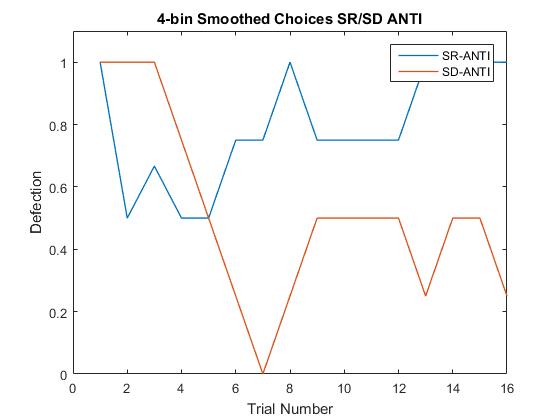 4-bin Smoothed Choices SR/SD ANTI
SR-ANTI
SD-ANTI
1
0.8
0.6
0.4
0.2
0
Defection
0 2 4 6 8 10 12 14 16
Trial Number